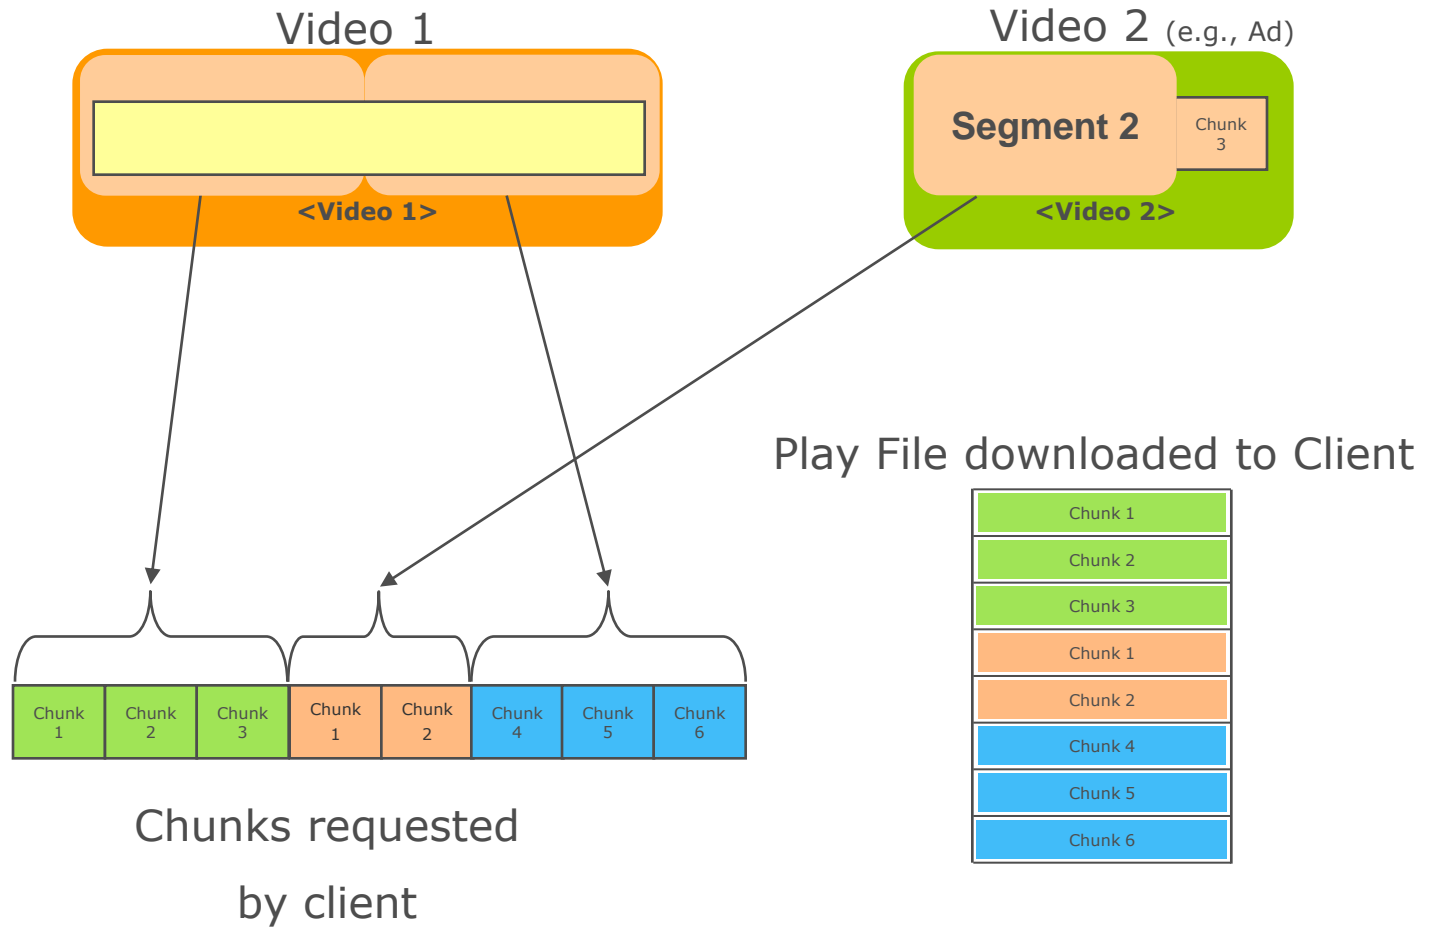 Video 1
Video 2 (e.g., Ad)
Segment 2
Chunk
3
<Video 1>
<Video 2>
Play File downloaded to Client
Chunk 1
Chunk 2
Chunk 3
Chunk 1
Chunk 2
Chunk 4
Chunk 5
Chunk 6
Chunk
1
Chunk
2
Chunk
3
Chunk
1
Chunk
2
Chunk
4
Chunk
5
Chunk
6
Chunks requested
by client